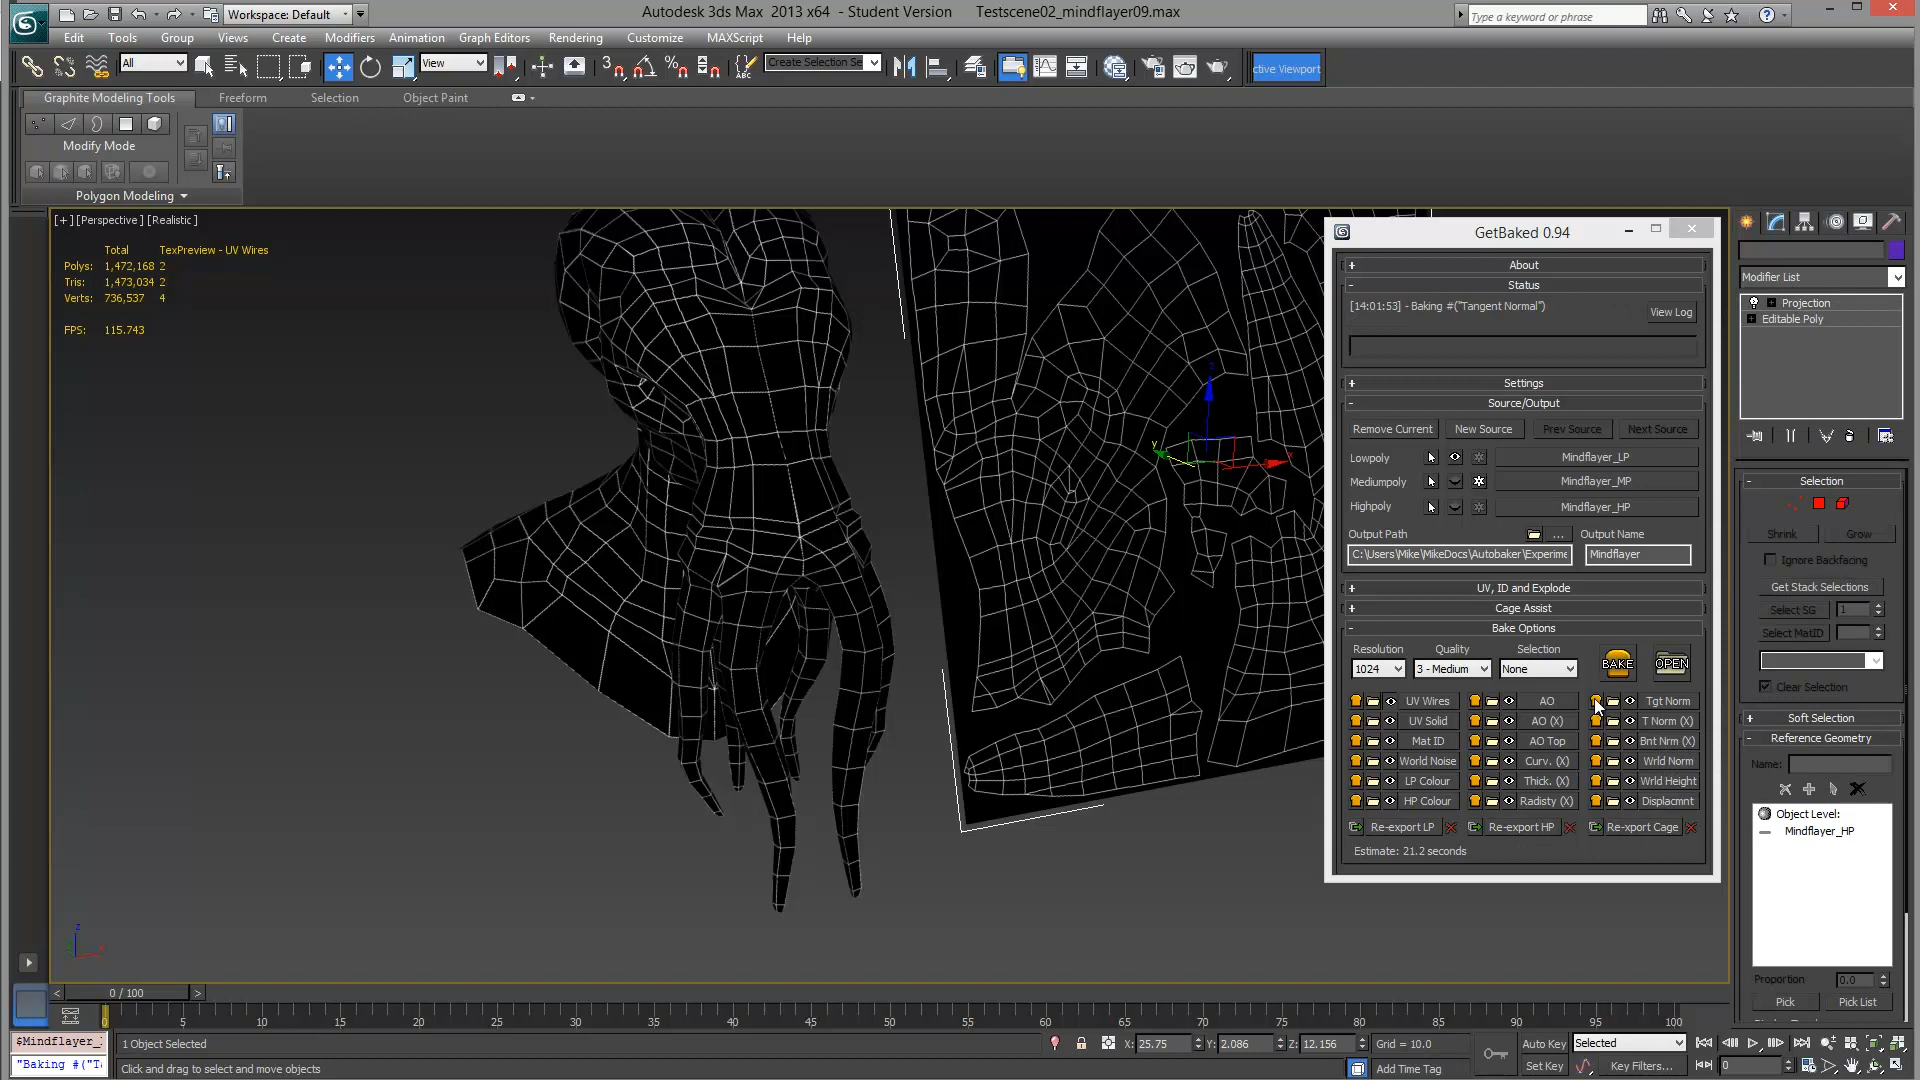 Workspace: Default
Autodesk 3ds Max 2013 x64 - Student Version Testscene02_mindflayer09.max
Type a keyword or phrase
Edit Tools Group Views Create Modifiers Animation Graph Editors Rendering Customize MAXScript Help
All
View
Create Selection Se
ctive Viewport
Graphite Modeling Tools Freeform Selection Object Paint
Modify Mode
Polygon Modeling
[+][Perspective][Realistic]
Total TexPreview - UV Wires
Polys: 1,472,168 2
Tris: 1,473,034 2
Verts: 736,537 4
FPS: 115.743
GetBaked 0.94
About
Status
[14:01:53] - Baking #("Tangent Normal")
View Log
Settings
Source/Output
Remove Current New Source Prev Source Next Source
Lowpoly Mindflayer_LP
Mediumpoly Mindflayer_MP
Highpoly Mindflayer_HP
Output Path ... Output Name
C:\Users\Mike\MikeDocs\Autobaker\Experime Mindflayer
UV, ID and Explode
Cage Assist
Bake Options
Resolution Quality Selection
1024 3 - Medium None BAKE OPEN
UV Wires AO Tgt Norm
UV Solid AO (X) T Norm (X)
Mat ID AO Top Bnt Nrm (X)
World Noise Curv. (X) Wrld Norm
LP Colour Thick. (X) Wrld Height
HP Colour Radisty (X) Displacmnt
Re-export LP Re-export HP Re-xport Cage
Estimate: 21.2 seconds
Modifier List
Projection
Editable Poly
Selection
Shrink Grow
Ignore Backfacing
Get Stack Selections
Select SG 1
Select MatID
Clear Selection
Soft Selection
Reference Geometry
Name:
Object Level:
Mindflayer_HP
Proportion 0.0
Pick Pick List
z
x
y
z
x
< 0 / 100 >
0 5 10 15 20 25 30 35 40 45 50 55 60 65 70 75 80 85 90 95 100
$Mindflayer_
1 Object Selected
X: 25.75 Y: 2.086 Z: 12.156 Grid = 10.0
Auto Key Selected
"Baking #("Ta
Click and drag to select and move objects
Add Time Tag
Set Key Key Filters... 0